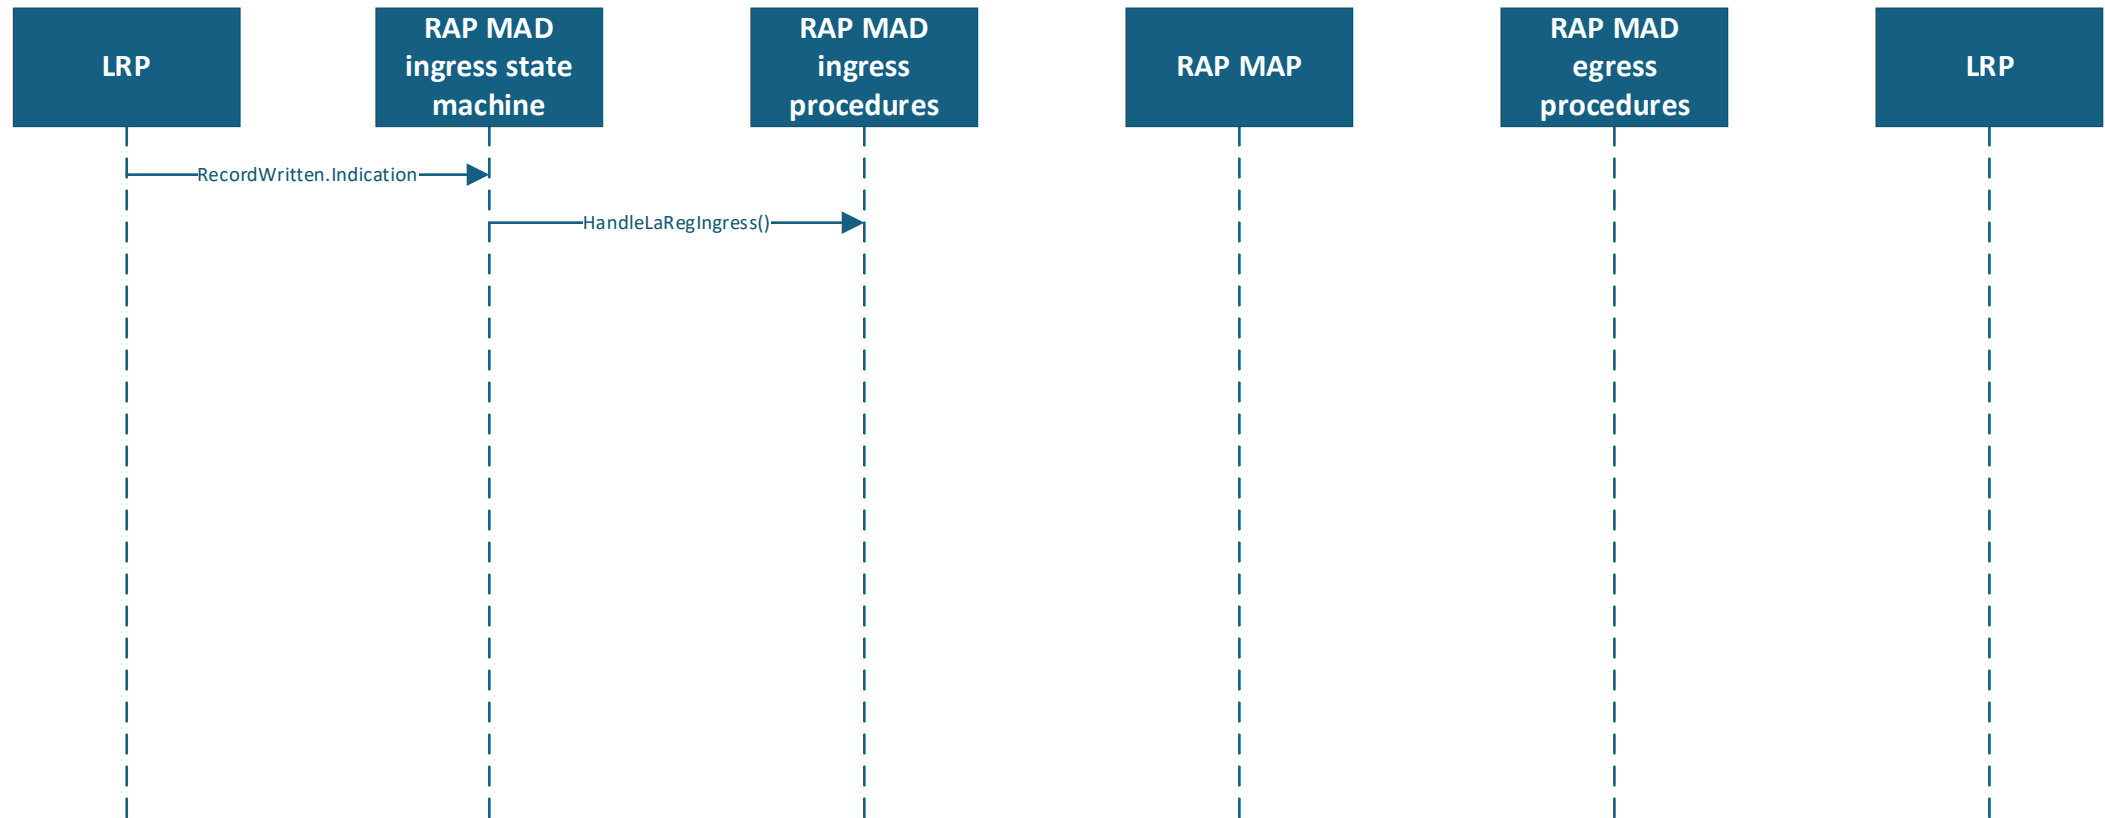 LRP
RAP MAD
ingress state
machine
RAP MAD
ingress
procedures
RAP MAP
RAP MAD
egress
procedures
LRP
RecordWritten.Indication
HandleLaRegIngress()